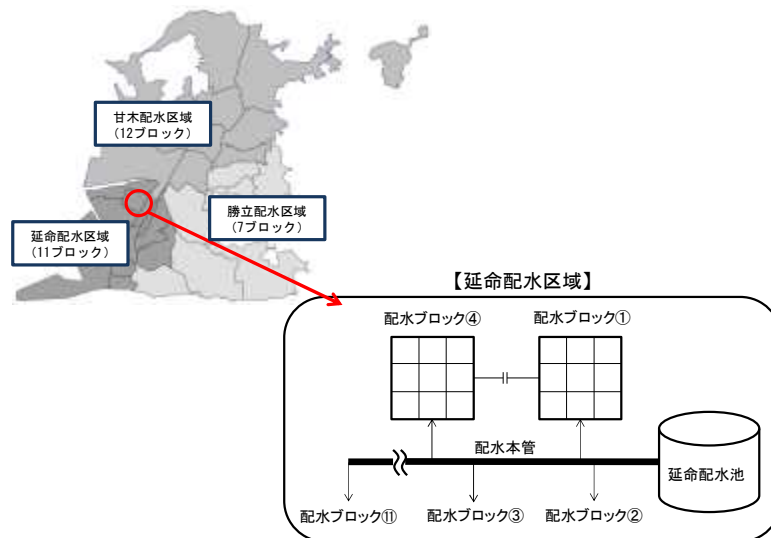 甘木配水区域
（12ブロック）
勝立配水区域
（7ブロック）
延命配水区域
（11ブロック）
【延命配水区域】
配水ブロック④
配水ブロック①
配水本管
延命配水池
配水ブロック⑪
配水ブロック③
配水ブロック②